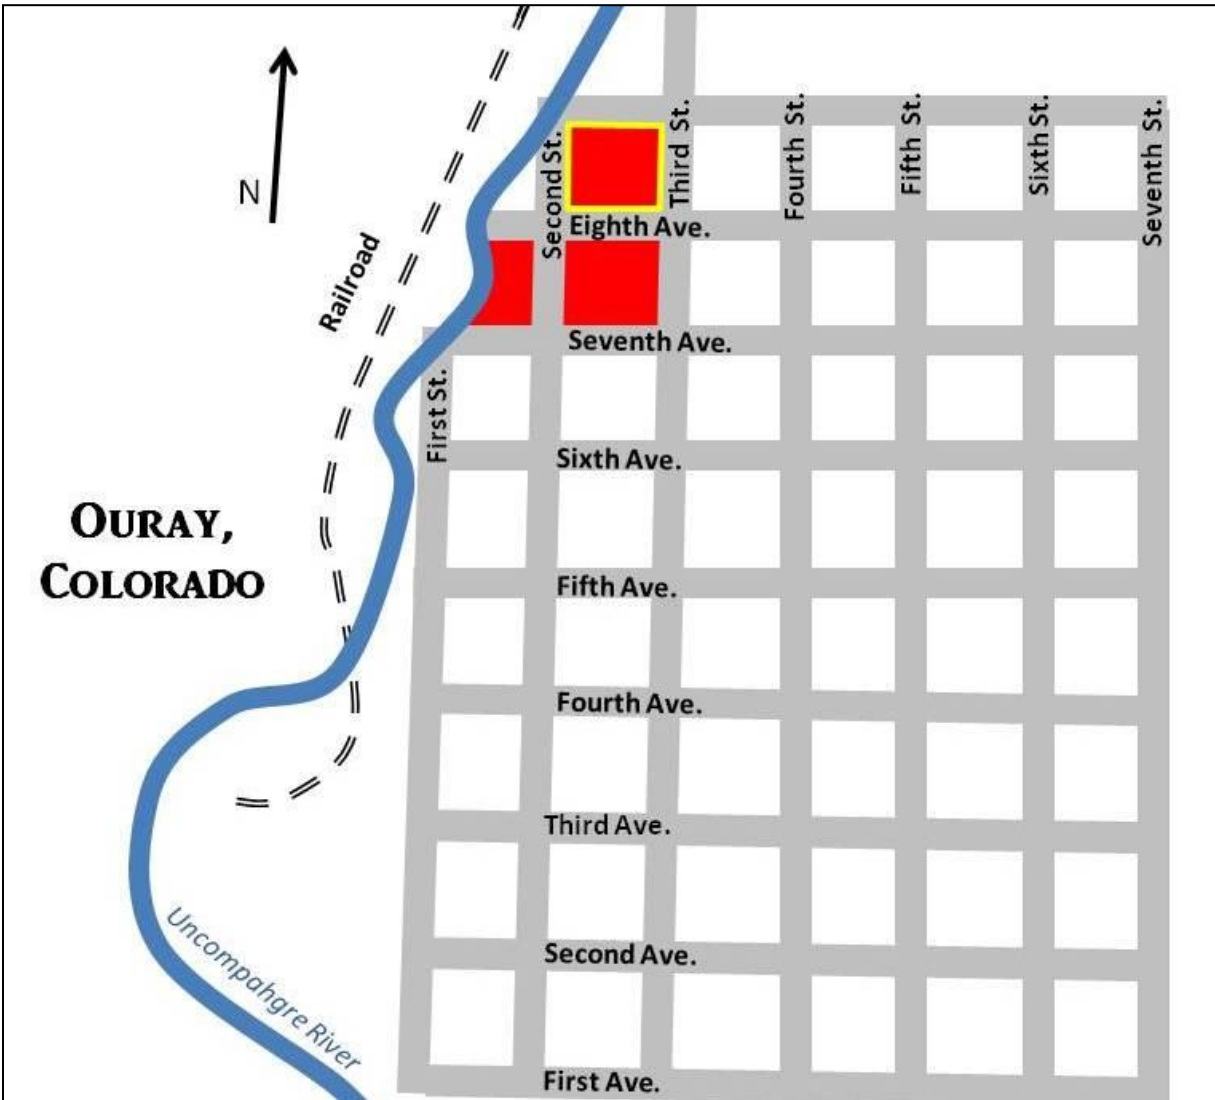 Second St.
Third St.
Fourth St.
Fifth St.
Sixth St.
Seventh St.
N
Eighth Ave.
Railroad
Seventh Ave.
First St.
Sixth Ave.
OURAY,
COLORADO
Fifth Ave.
Fourth Ave.
Third Ave.
Uncompahgre River
Second Ave.
First Ave.